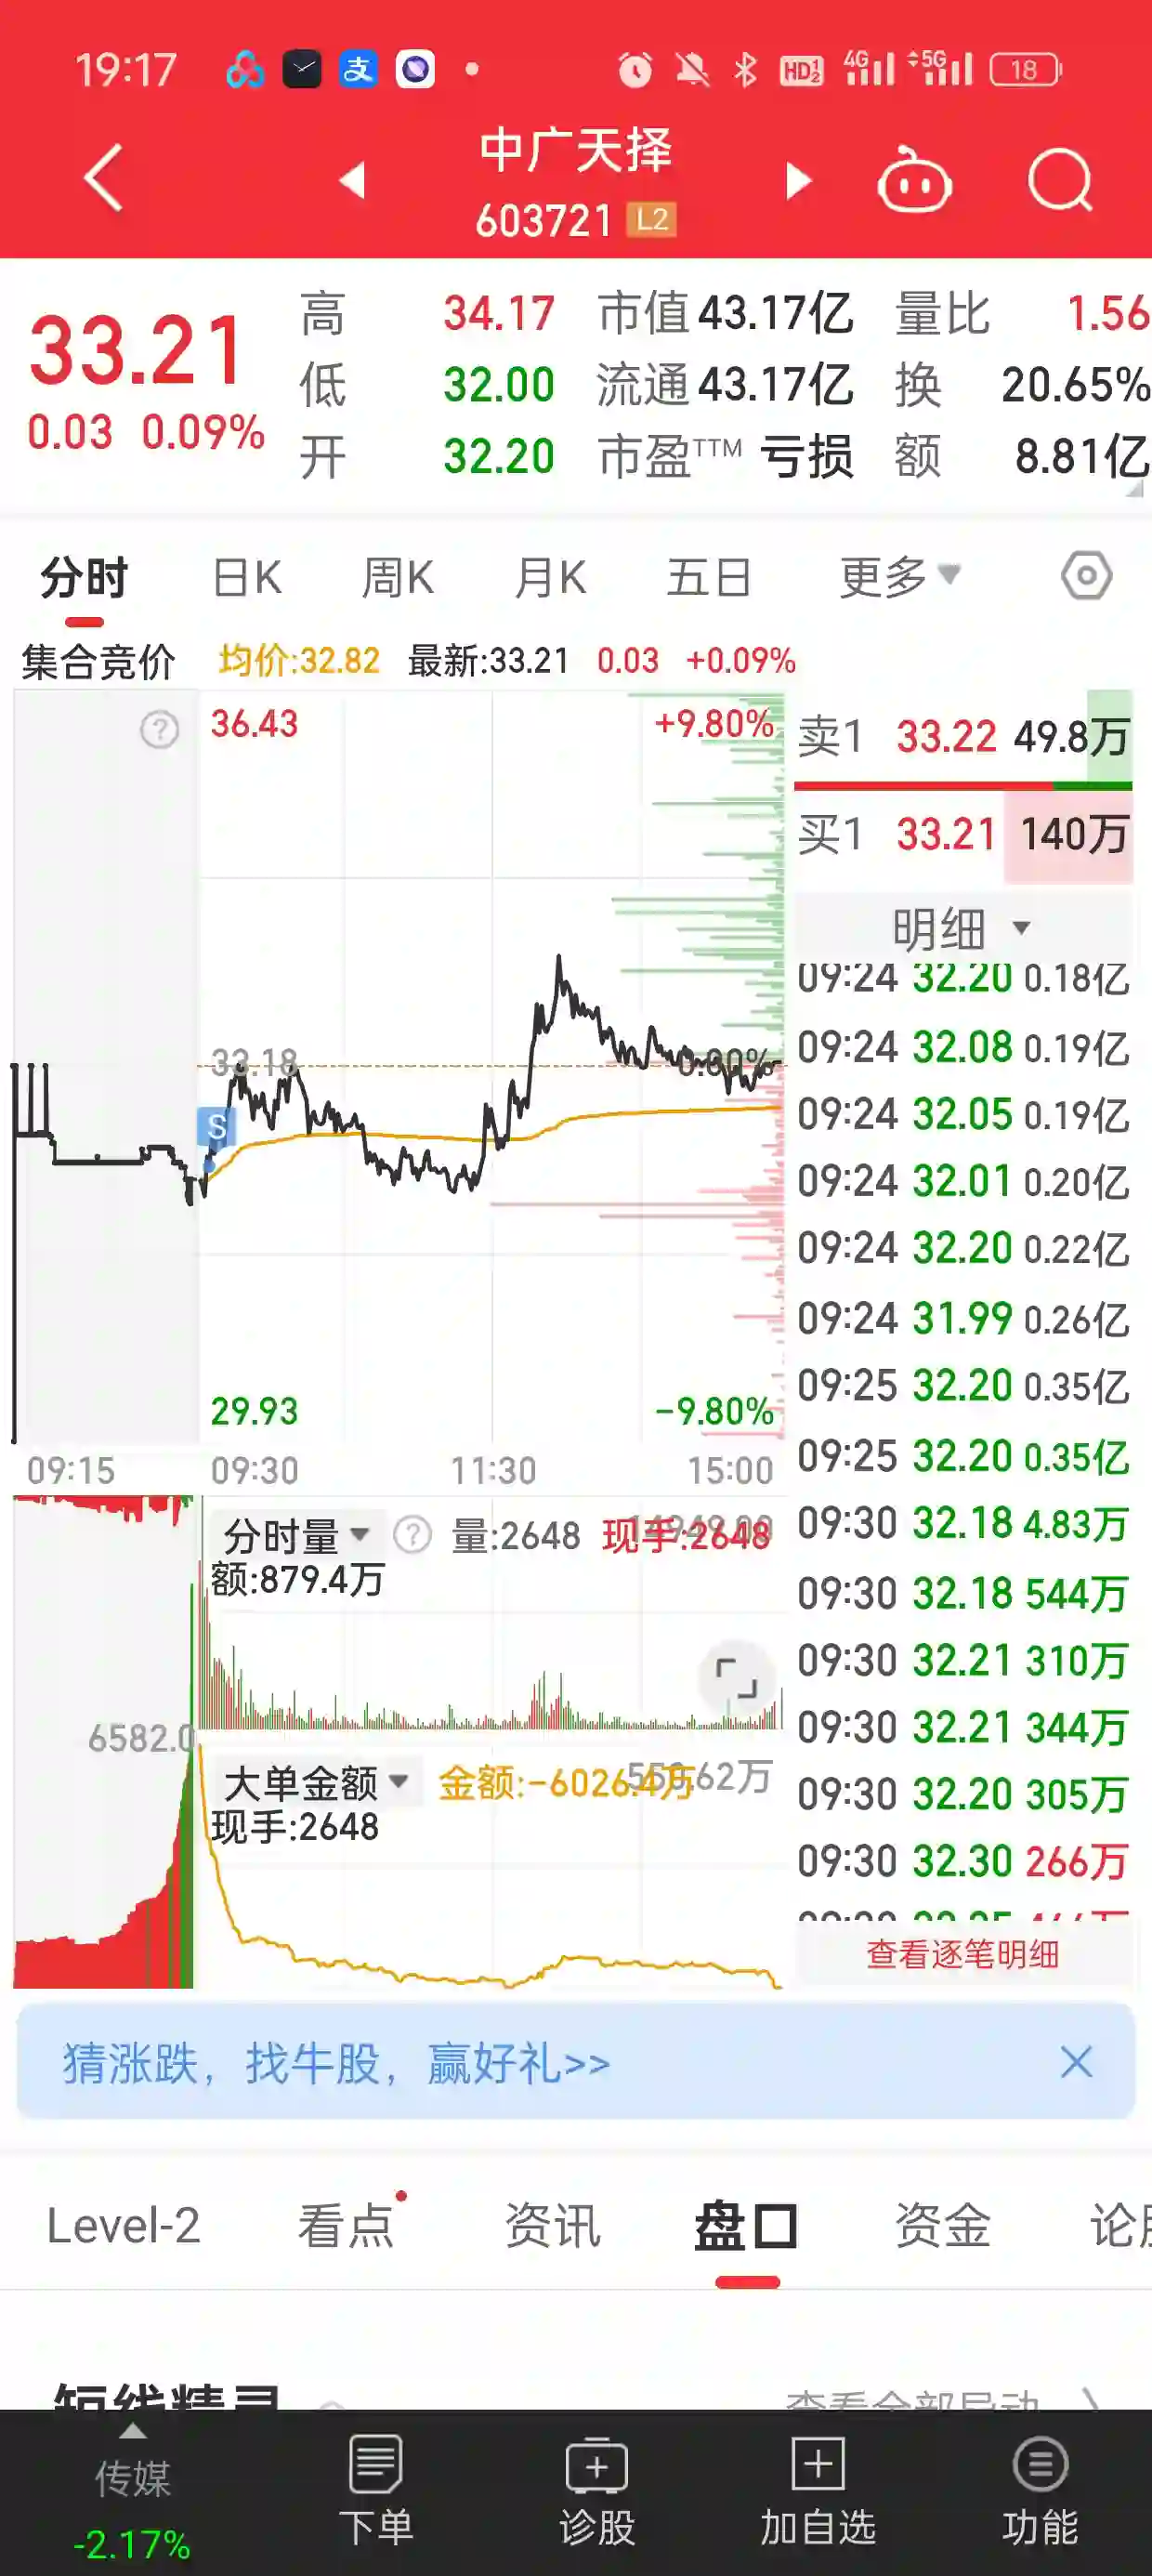 19:17
支
HD 1 2
4G
5G
18
中广天择
603721 L2
33.21
0.03 0.09%
高 34.17 市值 43.17亿 量比 1.56
低 32.00 流通 43.17亿 换 20.65%
开 32.20 市盈TTM 亏损 额 8.81亿
分时 日K 周K 月K 五日 更多
集合竞价 均价:32.82 最新:33.21 0.03 +0.09%
? 36.43 +9.80%
33.18 0.00%
S
29.93 -9.80%
09:15 09:30 11:30 15:00
卖1 33.22 49.8万
买1 33.21 140万
明细
09:24 32.20 0.18亿
09:24 32.08 0.19亿
09:24 32.05 0.19亿
09:24 32.01 0.20亿
09:24 32.20 0.22亿
09:24 31.99 0.26亿
09:25 32.20 0.35亿
09:25 32.20 0.35亿
09:30 32.18 4.83万
09:30 32.18 544万
09:30 32.21 310万
09:30 32.21 344万
09:30 32.20 305万
09:30 32.30 266万
查看逐笔明细
分时量 ? 量:2648 现手:2648
额:879.4万
6582.0
大单金额 金额:-6026.4万
现手:2648
猜涨跌，找牛股，赢好礼>>
Level-2 看点 资讯 盘口 资金
短线精灵 查看全部异动
传媒
-2.17%
下单
诊股
加自选
功能